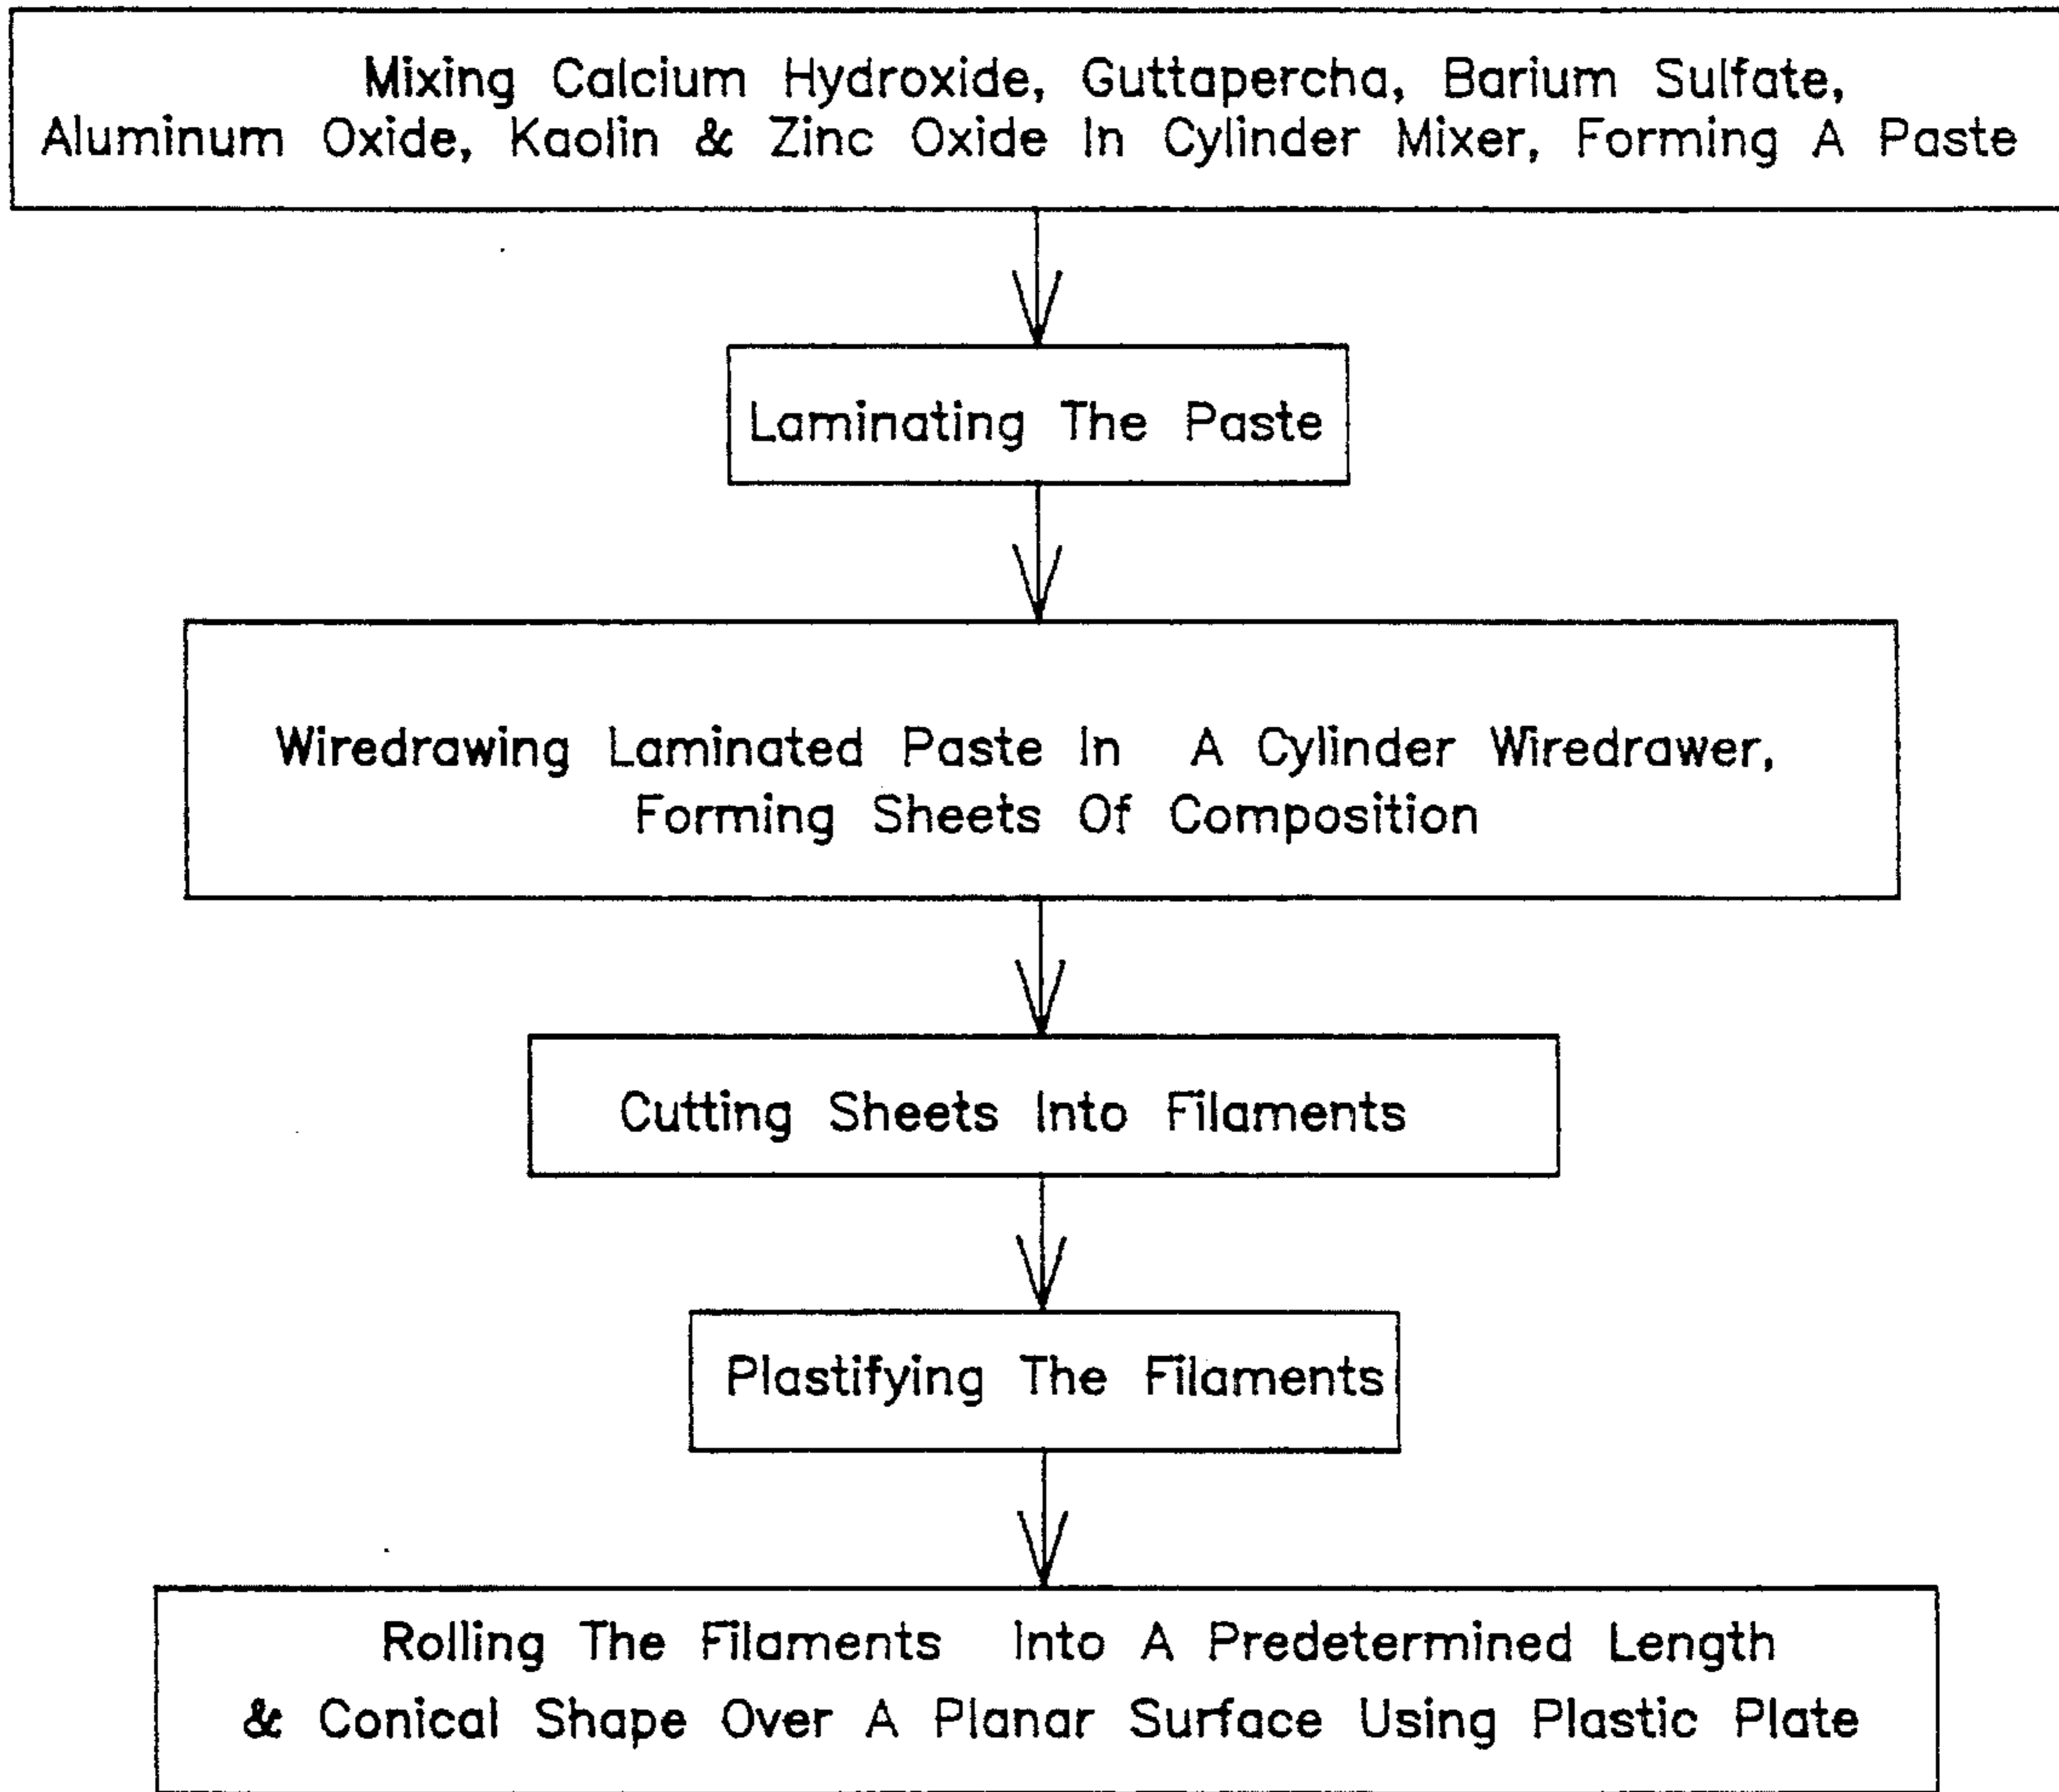 Mixing Calcium Hydroxide, Guttapercha, Barium Sulfate,
Aluminum Oxide, Kaolin & Zinc Oxide In Cylinder Mixer, Forming A Paste
Laminating The Paste
Wiredrawing Laminated Paste In A Cylinder Wiredrawer,
Forming Sheets Of Composition
Cutting Sheets Into Filaments
Plastifying The Filaments
Rolling The Filaments Into A Predetermined Length
& Conical Shape Over A Planar Surface Using Plastic Plate